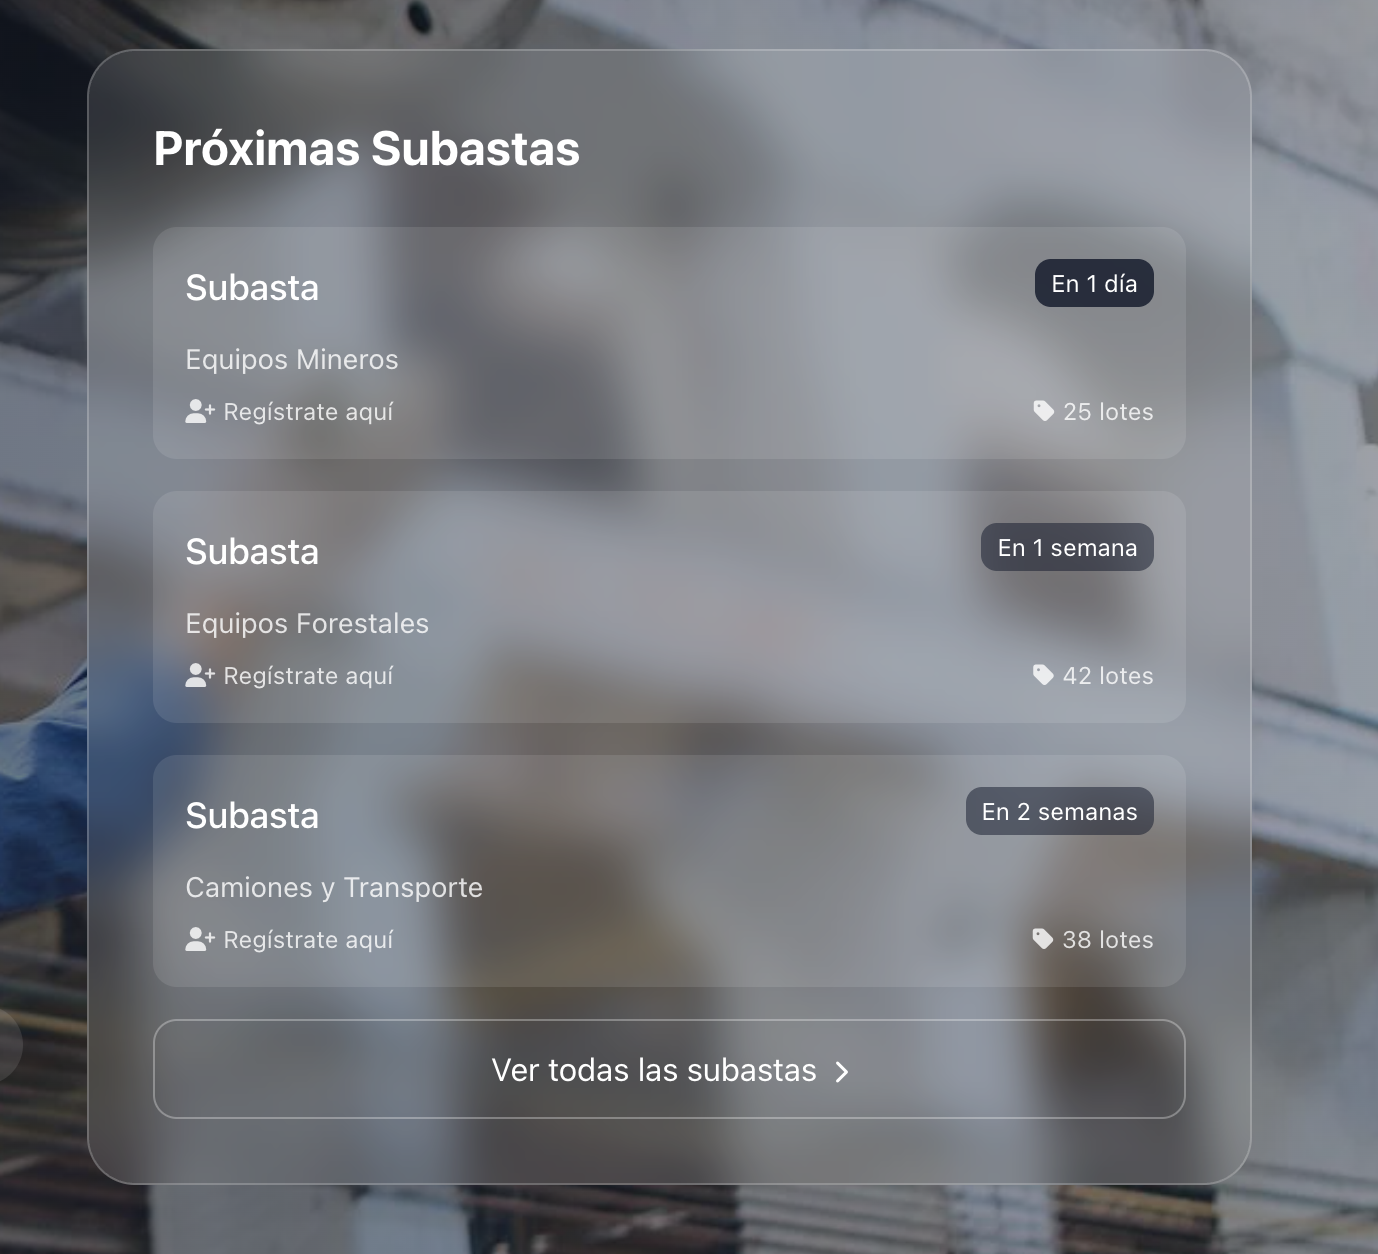 Próximas Subastas
Subasta
En 1 día
Equipos Mineros
Regístrate aquí
25 lotes
Subasta
En 1 semana
Equipos Forestales
Regístrate aquí
42 lotes
Subasta
En 2 semanas
Camiones y Transporte
Regístrate aquí
38 lotes
Ver todas las subastas